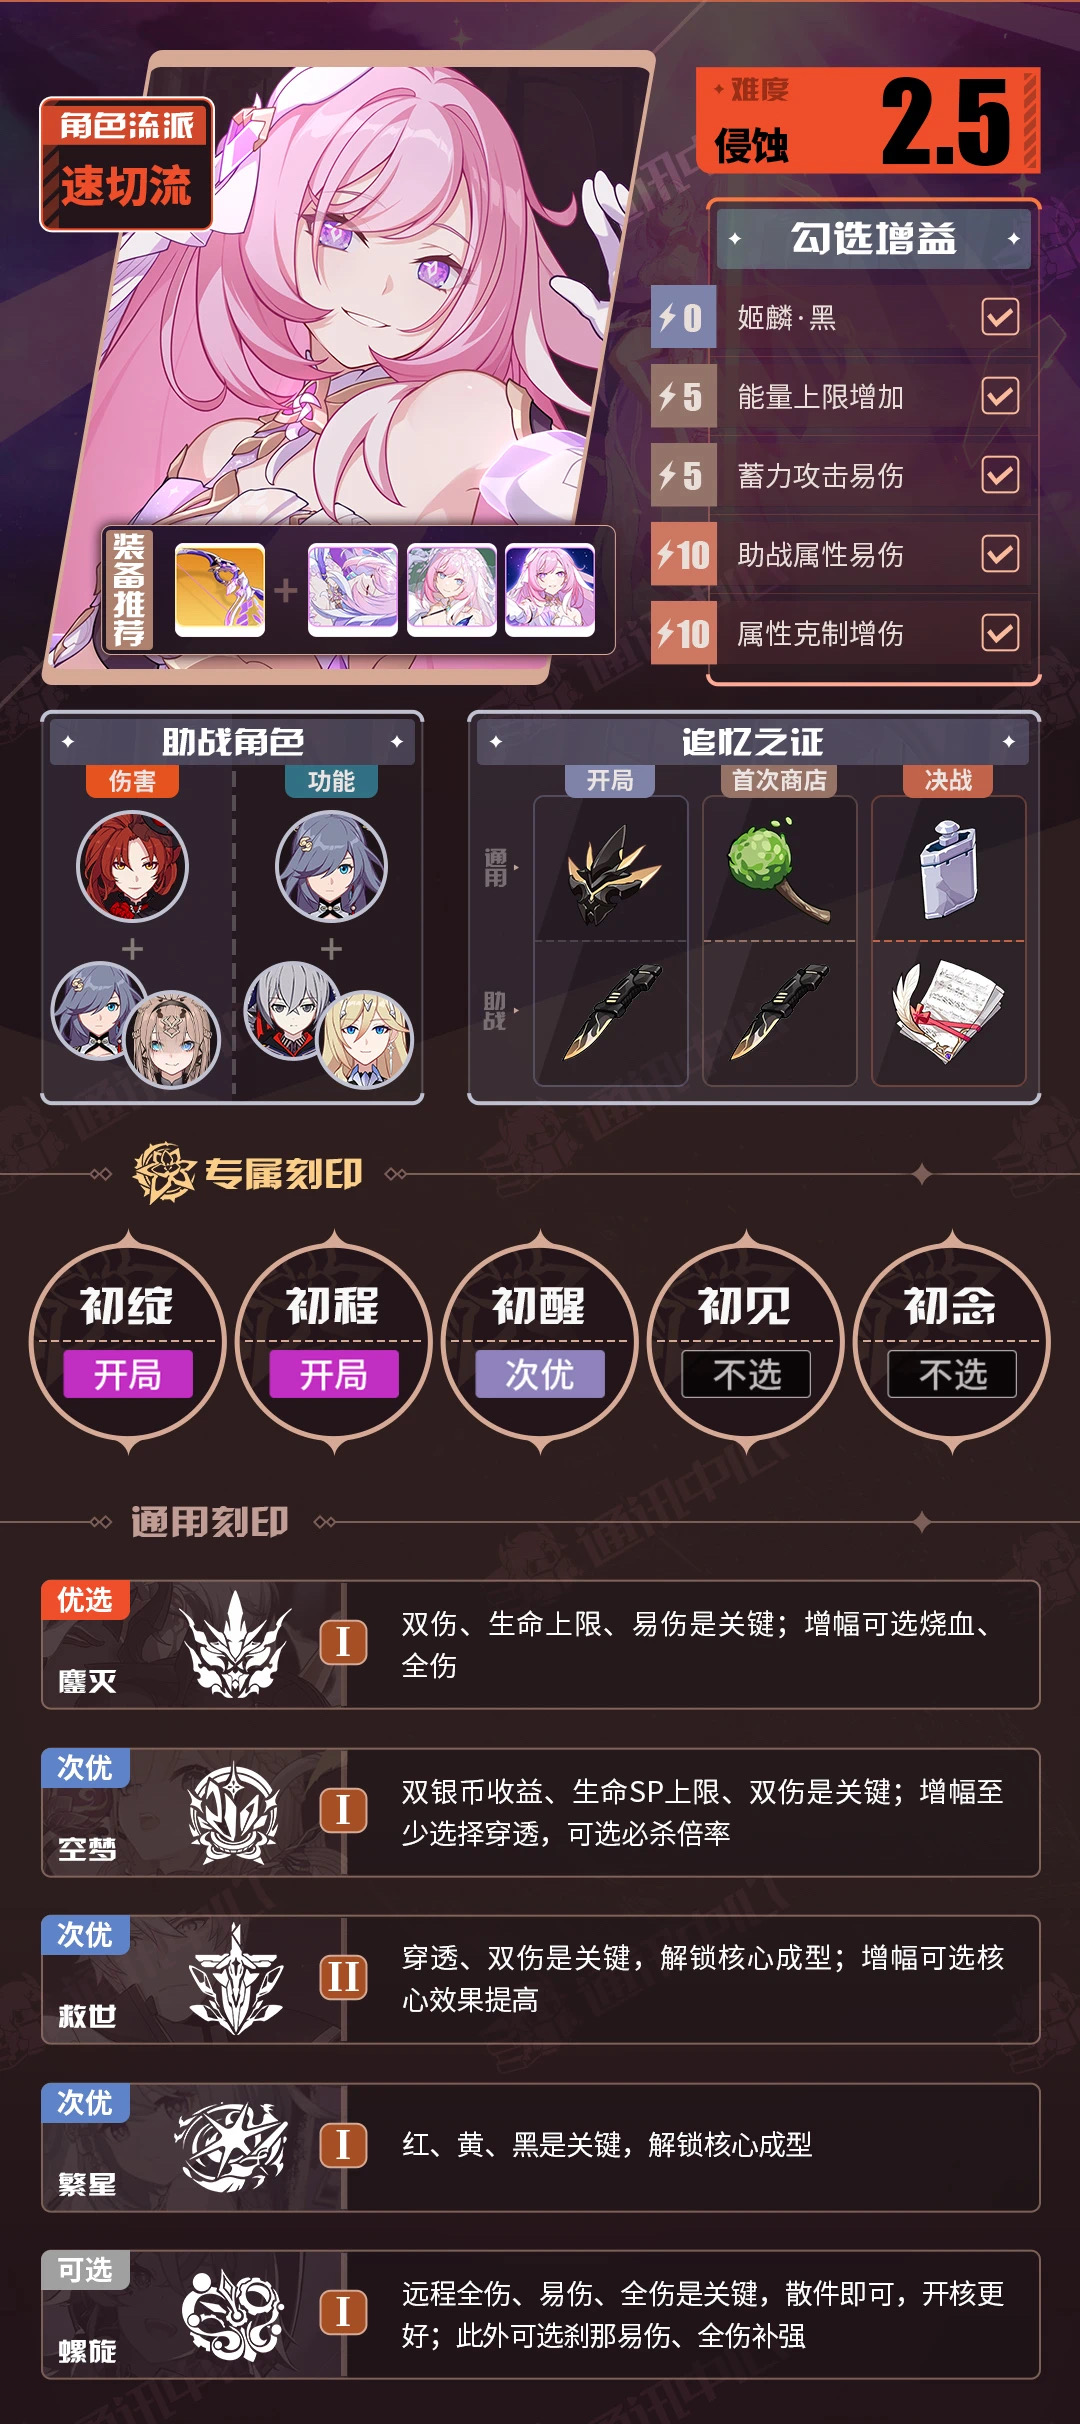 角色流派
速切流
难度
侵蚀
2.5
勾选增益
0
姬麟·黑
5
能量上限增加
5
蓄力攻击易伤
10
助战属性易伤
10
属性克制增伤
装备推荐
助战角色
伤害
功能
追忆之证
开局
首次商店
决战
通用
助战
专属刻印
初绽
开局
初程
开局
初醒
次优
初见
不选
初念
不选
通用刻印
优选
鏖灭
I
双伤、生命上限、易伤是关键；增幅可选烧血、
全伤
次优
空梦
I
双银币收益、生命SP上限、双伤是关键；增幅至
少选择穿透，可选必杀倍率
次优
救世
II
穿透、双伤是关键，解锁核心成型；增幅可选核
心效果提高
次优
繁星
I
红、黄、黑是关键，解锁核心成型
可选
螺旋
I
远程全伤、易伤、全伤是关键，散件即可，开核更
好；此外可选刹那易伤、全伤补强